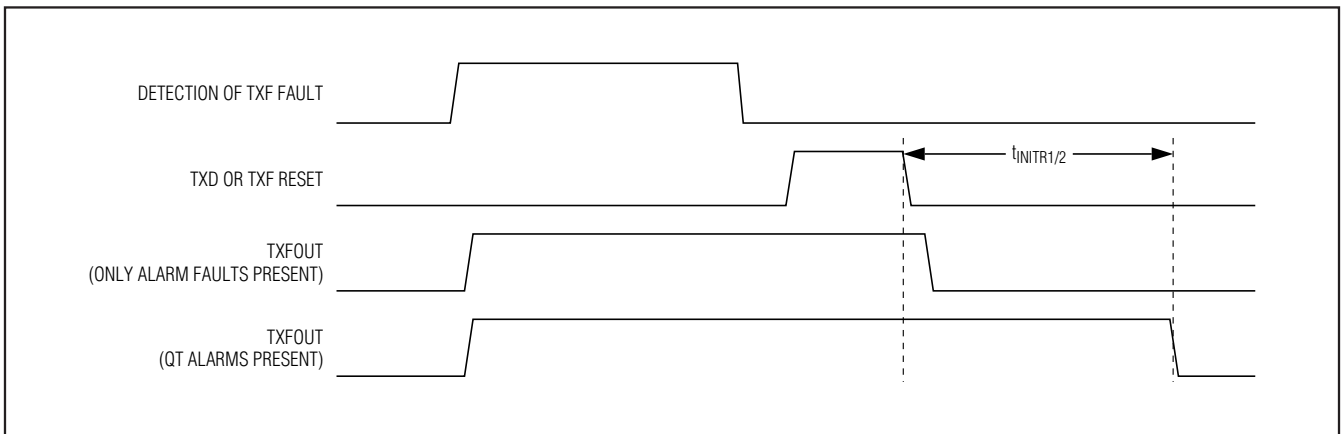 DETECTION OF TXF FAULT
TXD OR TXF RESET
tINITR1/2
TXFOUT
(ONLY ALARM FAULTS PRESENT)
TXFOUT
(QT ALARMS PRESENT)